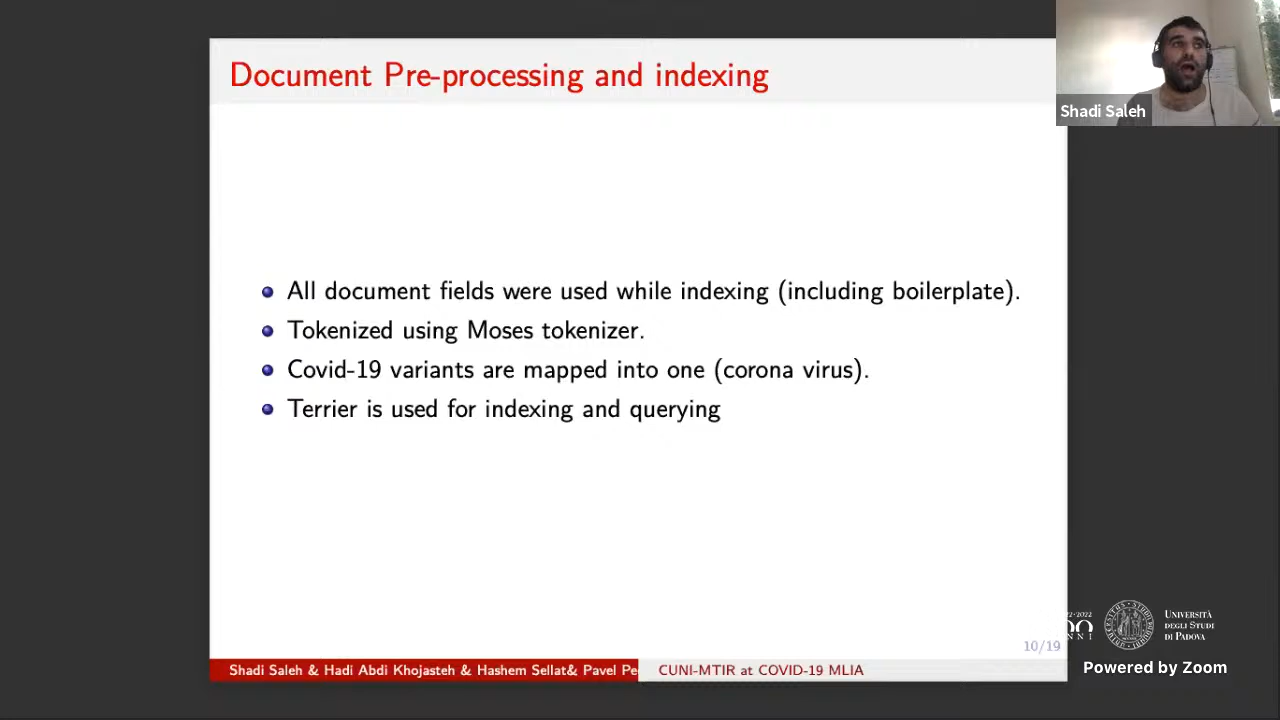 Document Pre-processing and indexing
Shadi Saleh
All document fields were used while indexing (including boilerplate).
Tokenized using Moses tokenizer.
Covid-19 variants are mapped into one (corona virus).
Terrier is used for indexing and querying
UNIVERSITÀ
DEGLI STUDI
DI PADOVA
10/19
Shadi Saleh & Hadi Abdi Khojasteh & Hashem Sellat& Pavel Pe
CUNI-MTIR at COVID-19 MLIA
Powered by Zoom